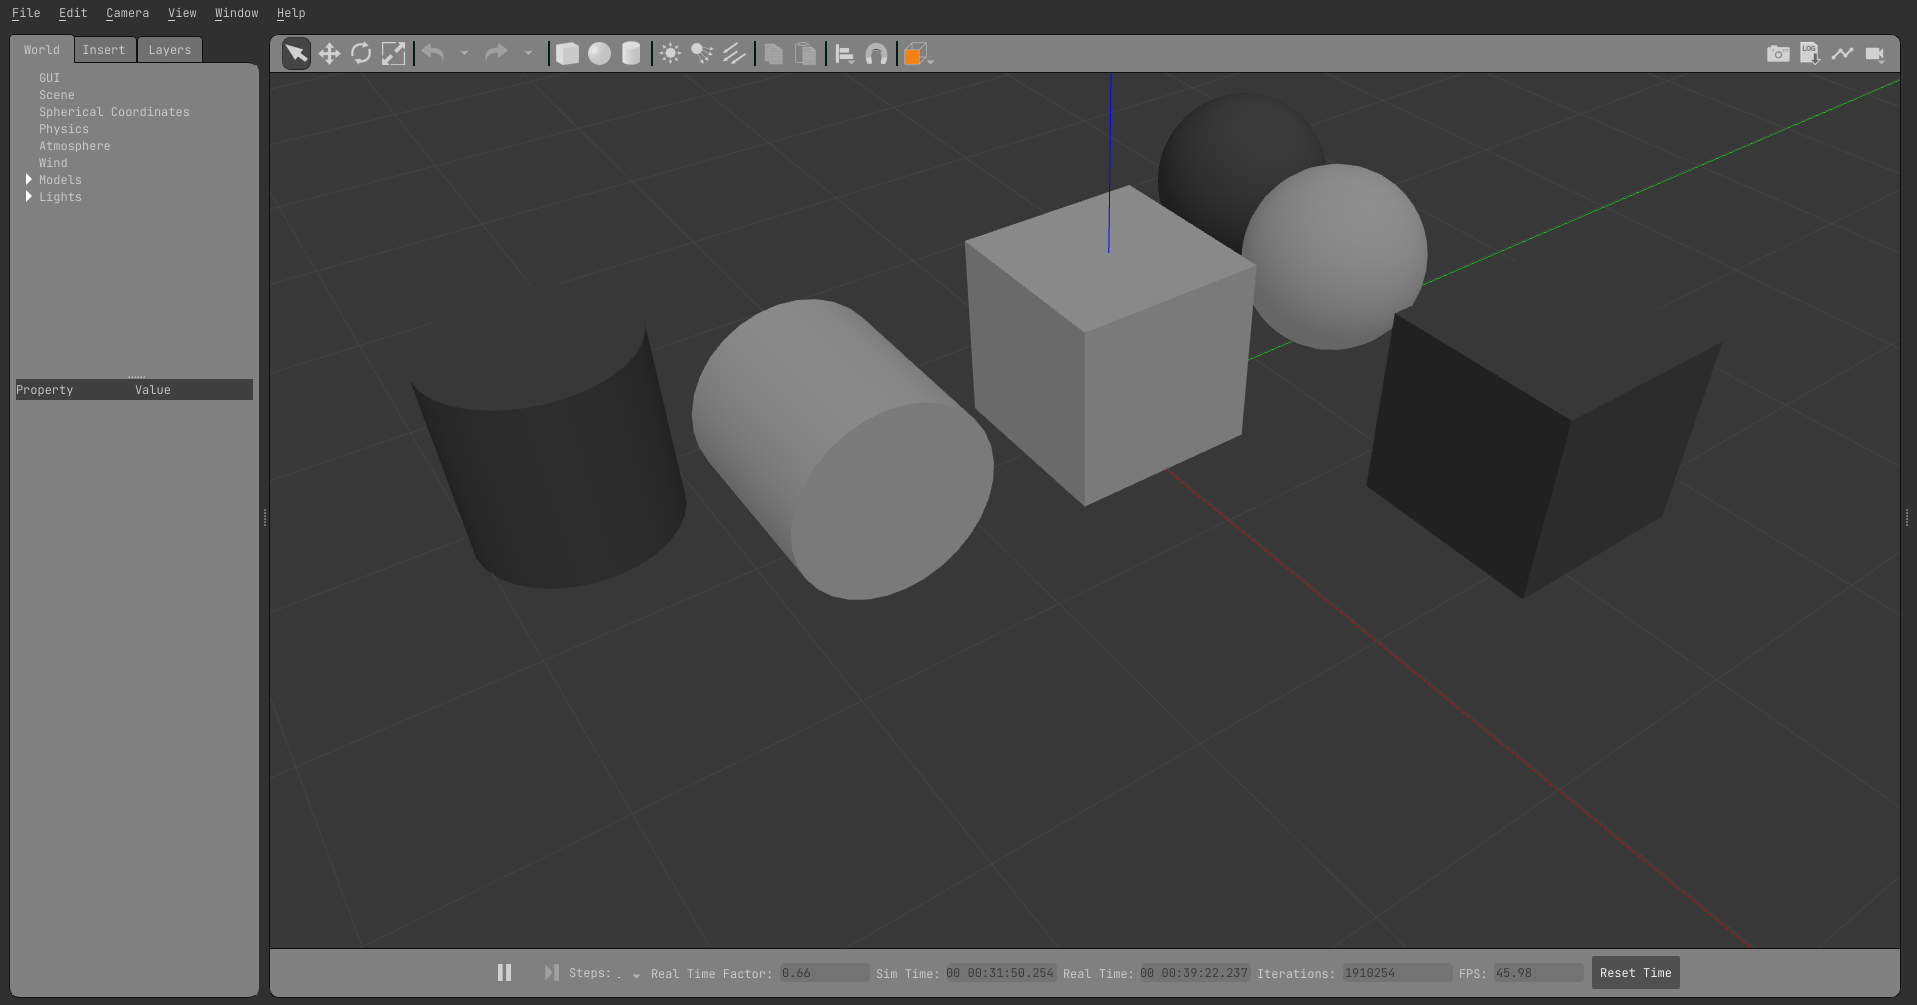 File Edit Camera View Window Help
World Insert Layers
LOG
GUI
Scene
Spherical Coordinates
Physics
Atmosphere
Wind
Models
Lights
Property Value
Steps: . Real Time Factor: 0.66 Sim Time: 00 00:31:50.254 Real Time: 00 00:39:22.237 Iterations: 1910254 FPS: 45.98 Reset Time